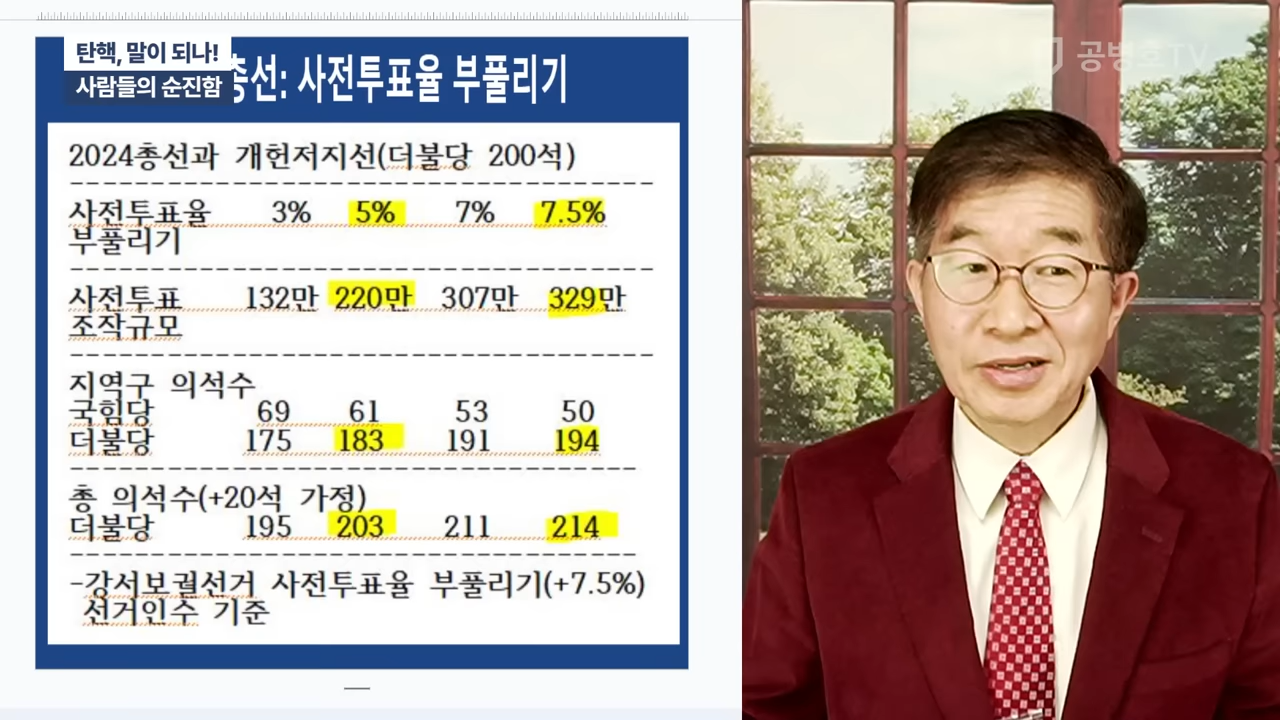 탄핵, 말이 되나!
사람들의 순진함
총선: 사전투표율 부풀리기
2024총선과 개헌저지선(더불당 200석)
사전투표율 3% 5% 7% 7.5%
부풀리기
사전투표 132만 220만 307만 329만
조작규모
지역구 의석수
국힘당 69 61 53 50
더불당 175 183 191 194
총 의석수(+20석 가정)
더불당 195 203 211 214
-강서보궐선거 사전투표율 부풀리기(+7.5%)
선거인수 기준
공병호TV